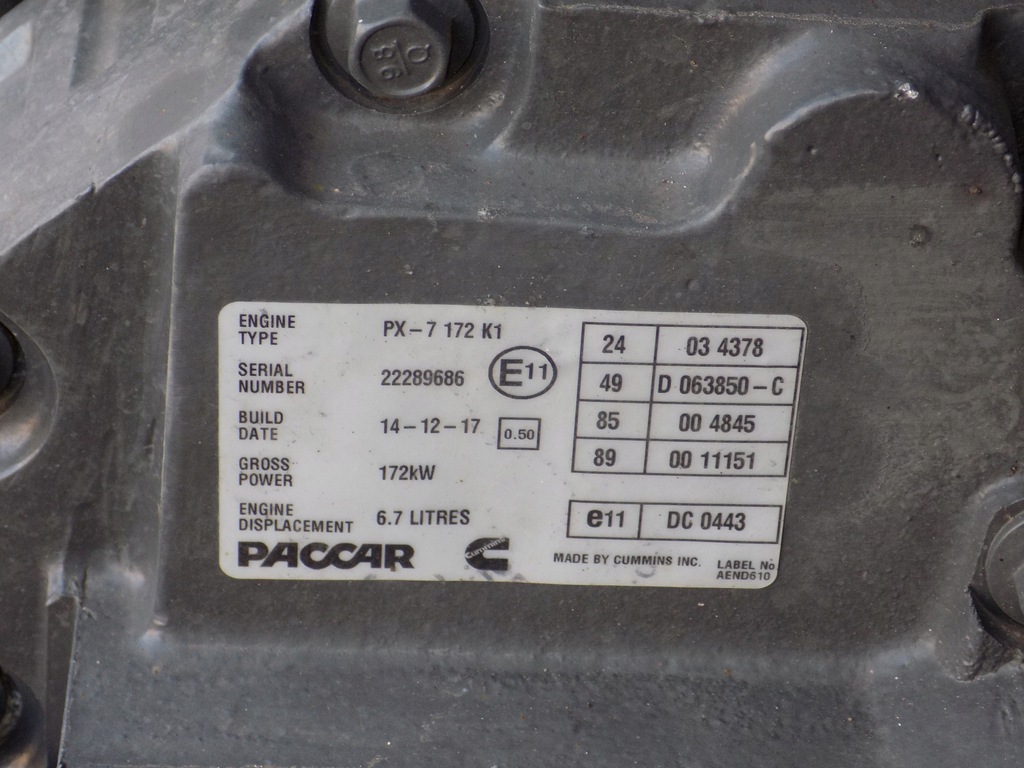 98
Q
ENGINE TYPE PX-7 172 K1
SERIAL NUMBER 22289686
E11
BUILD DATE 14-12-17
0.50
GROSS POWER 172kW
ENGINE DISPLACEMENT 6.7 LITRES
24 03 4378
49 D 063850-C
85 00 4845
89 00 11151
e11 DC 0443
PACCAR
Cummins
MADE BY CUMMINS INC.
LABEL No
AEND610